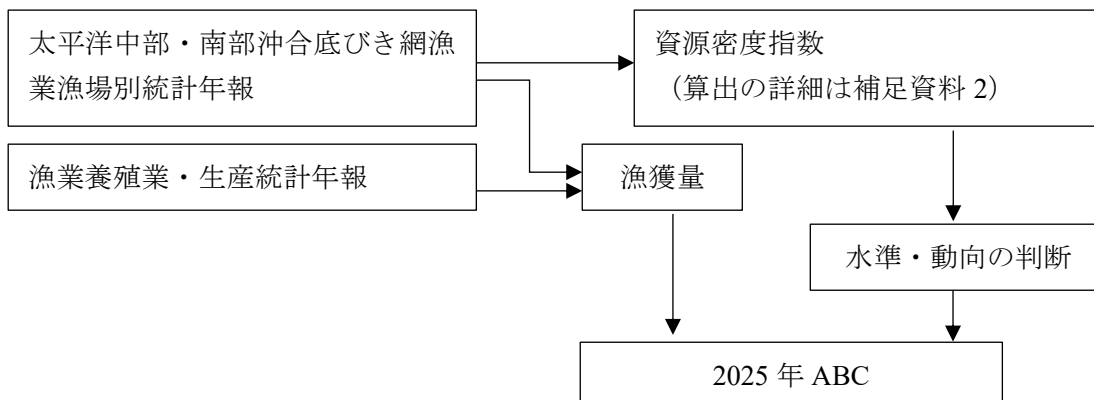 太平洋中部・南部沖合底びき網漁
業漁場別統計年報
資源密度指数
（算出の詳細は補足資料 2）
漁業養殖業・生産統計年報
漁獲量
水準・動向の判断
2025 年 ABC